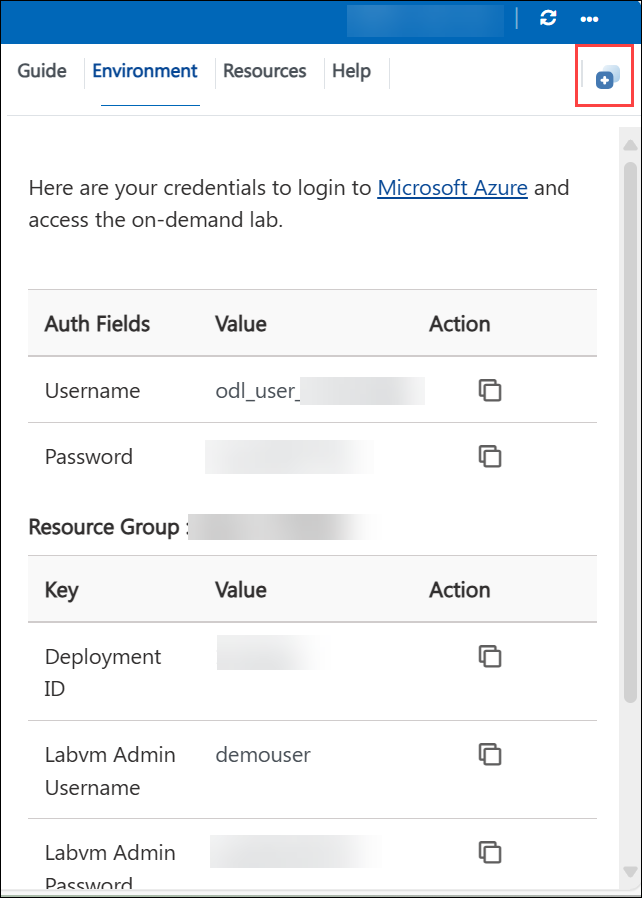 Guide Environment Resources Help
Here are your credentials to login to Microsoft Azure and
access the on-demand lab.
Auth Fields Value Action
Username odl_user_
Password
Resource Group :
Key Value Action
Deployment
ID
Labvm Admin demouser
Username
Labvm Admin
Password